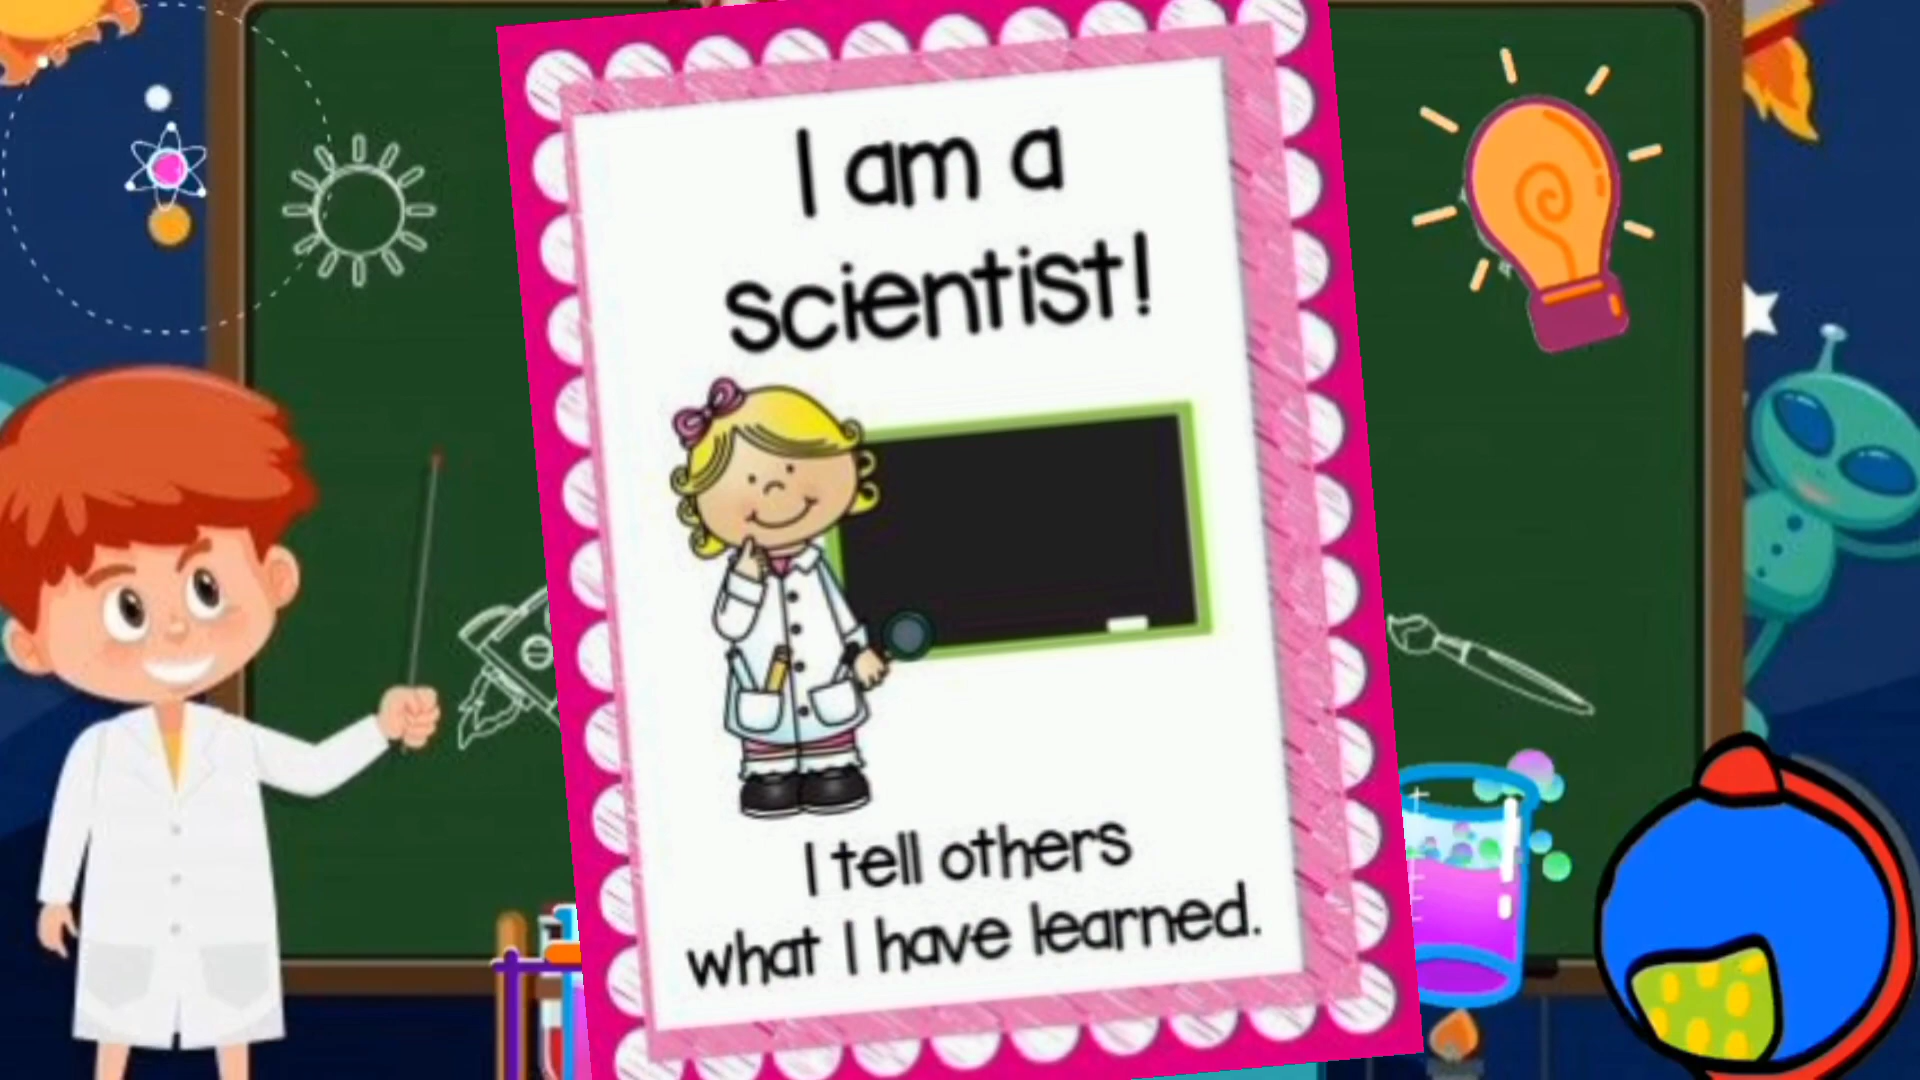 I am a
scientist!
I tell others
what I have learned.